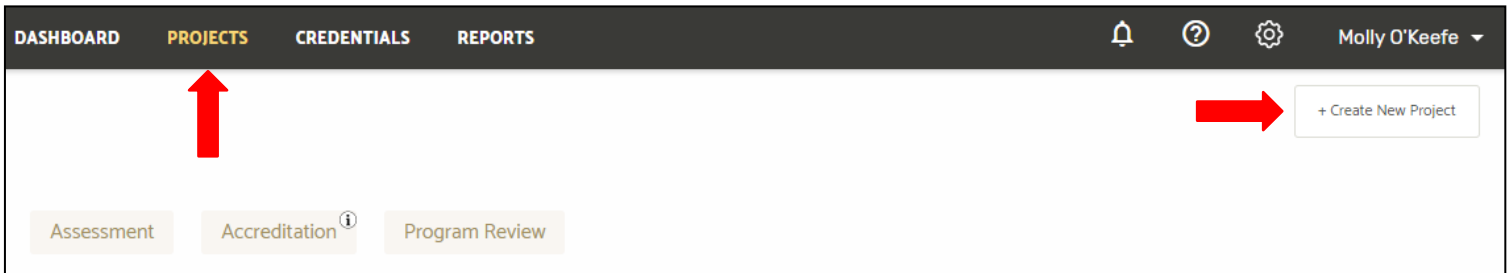 DASHBOARD PROJECTS CREDENTIALS REPORTS Molly O'Keefe
+ Create New Project
Assessment Accreditation Program Review